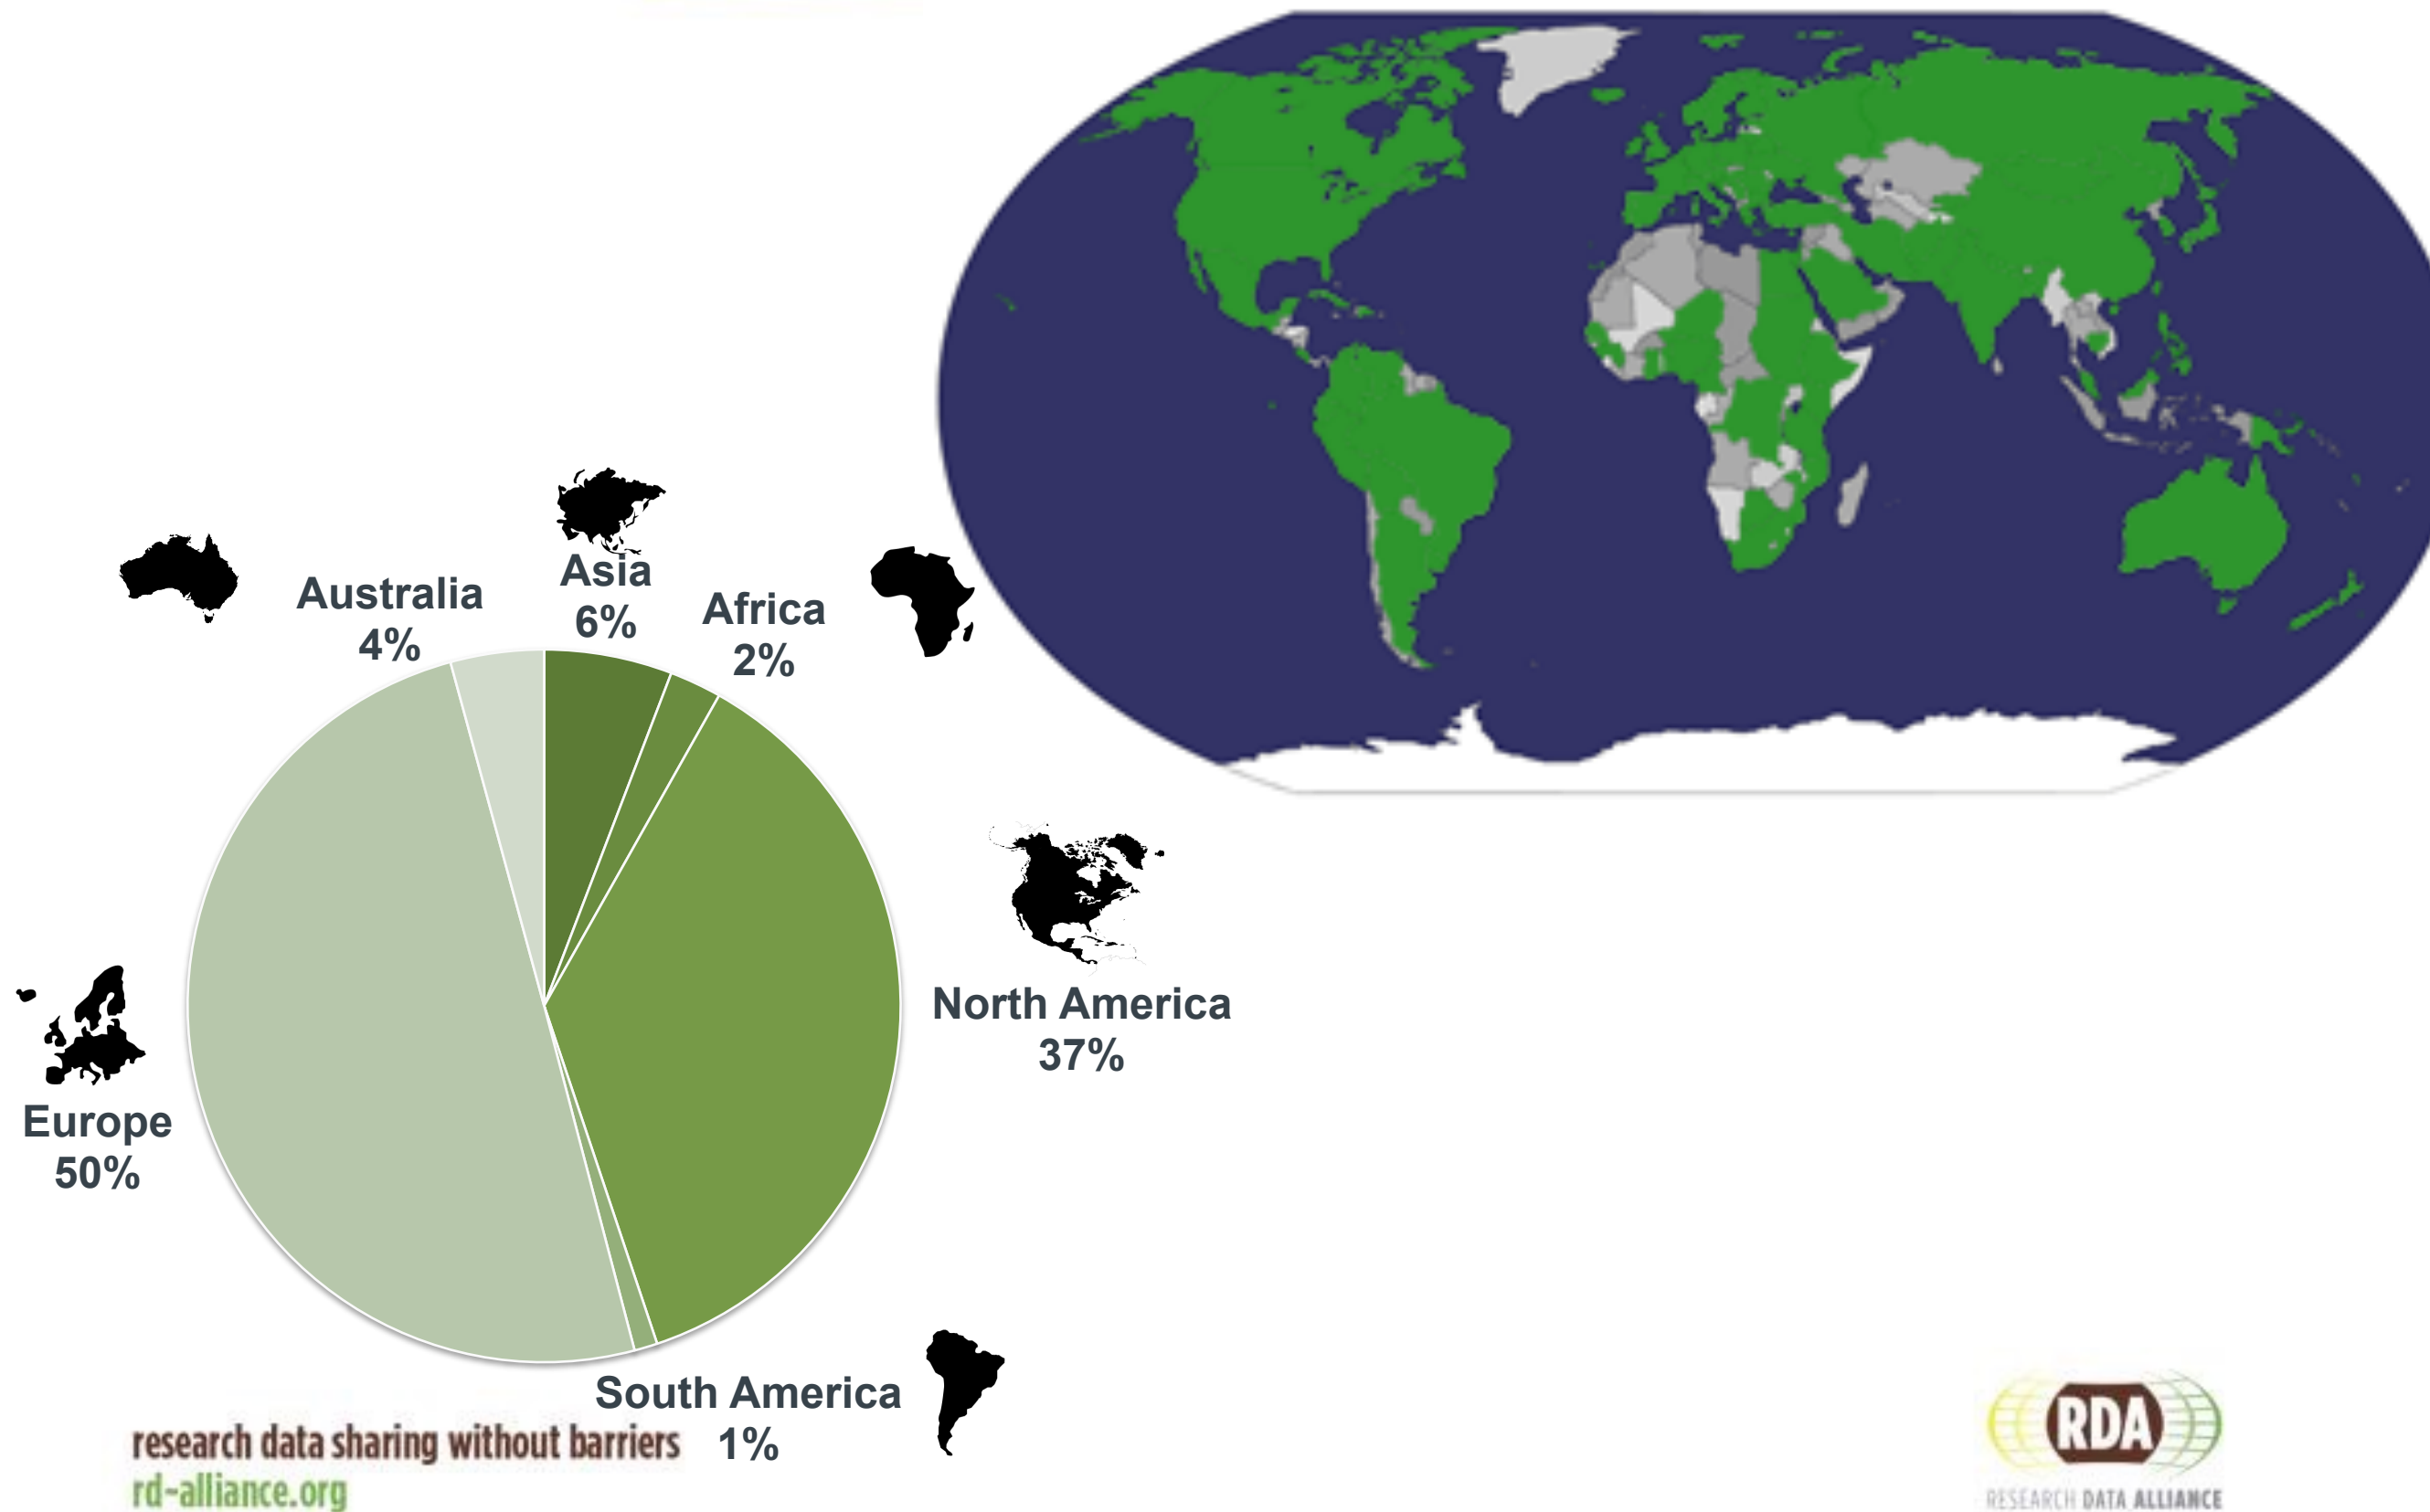 Asia
6%
Australia
4%
Africa
2%
North America
37%
Europe
50%
South America
1%
research data sharing without barriers
rd-alliance.org
RDA
RESEARCH DATA ALLIANCE